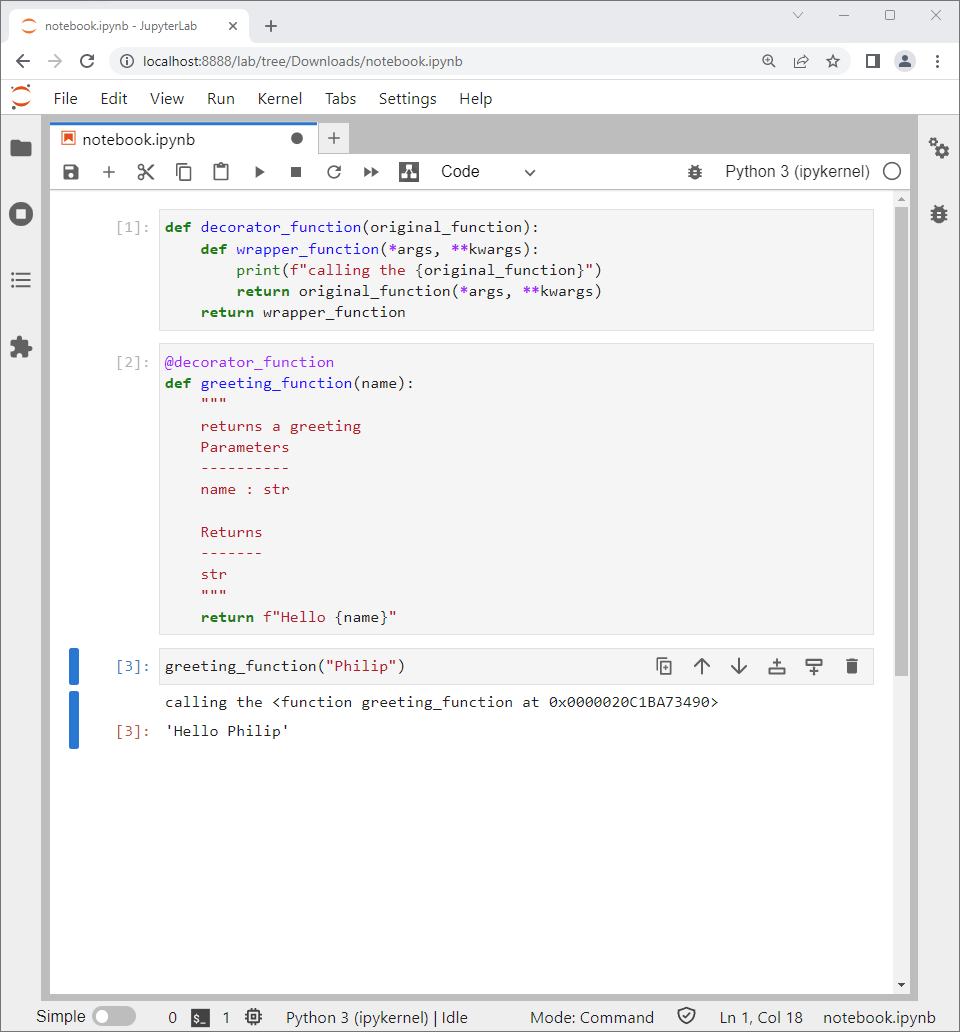 notebook.ipynb - JupyterLab
localhost:8888/lab/tree/Downloads/notebook.ipynb
File Edit View Run Kernel Tabs Settings Help
notebook.ipynb
Code Python 3 (ipykernel)
[1]: def decorator_function(original_function):
    def wrapper_function(*args, **kwargs):
        print(f"calling the {original_function}")
        return original_function(*args, **kwargs)
    return wrapper_function
[2]: @decorator_function
def greeting_function(name):
    """
    returns a greeting
    Parameters
    ----------
    name : str
    Returns
    -------
    str
    """
    return f"Hello {name}"
[3]: greeting_function("Philip")
calling the <function greeting_function at 0x0000020C1BA73490>
[3]: 'Hello Philip'
Simple 0 $_ 1 Python 3 (ipykernel) | Idle Mode: Command Ln 1, Col 18 notebook.ipynb